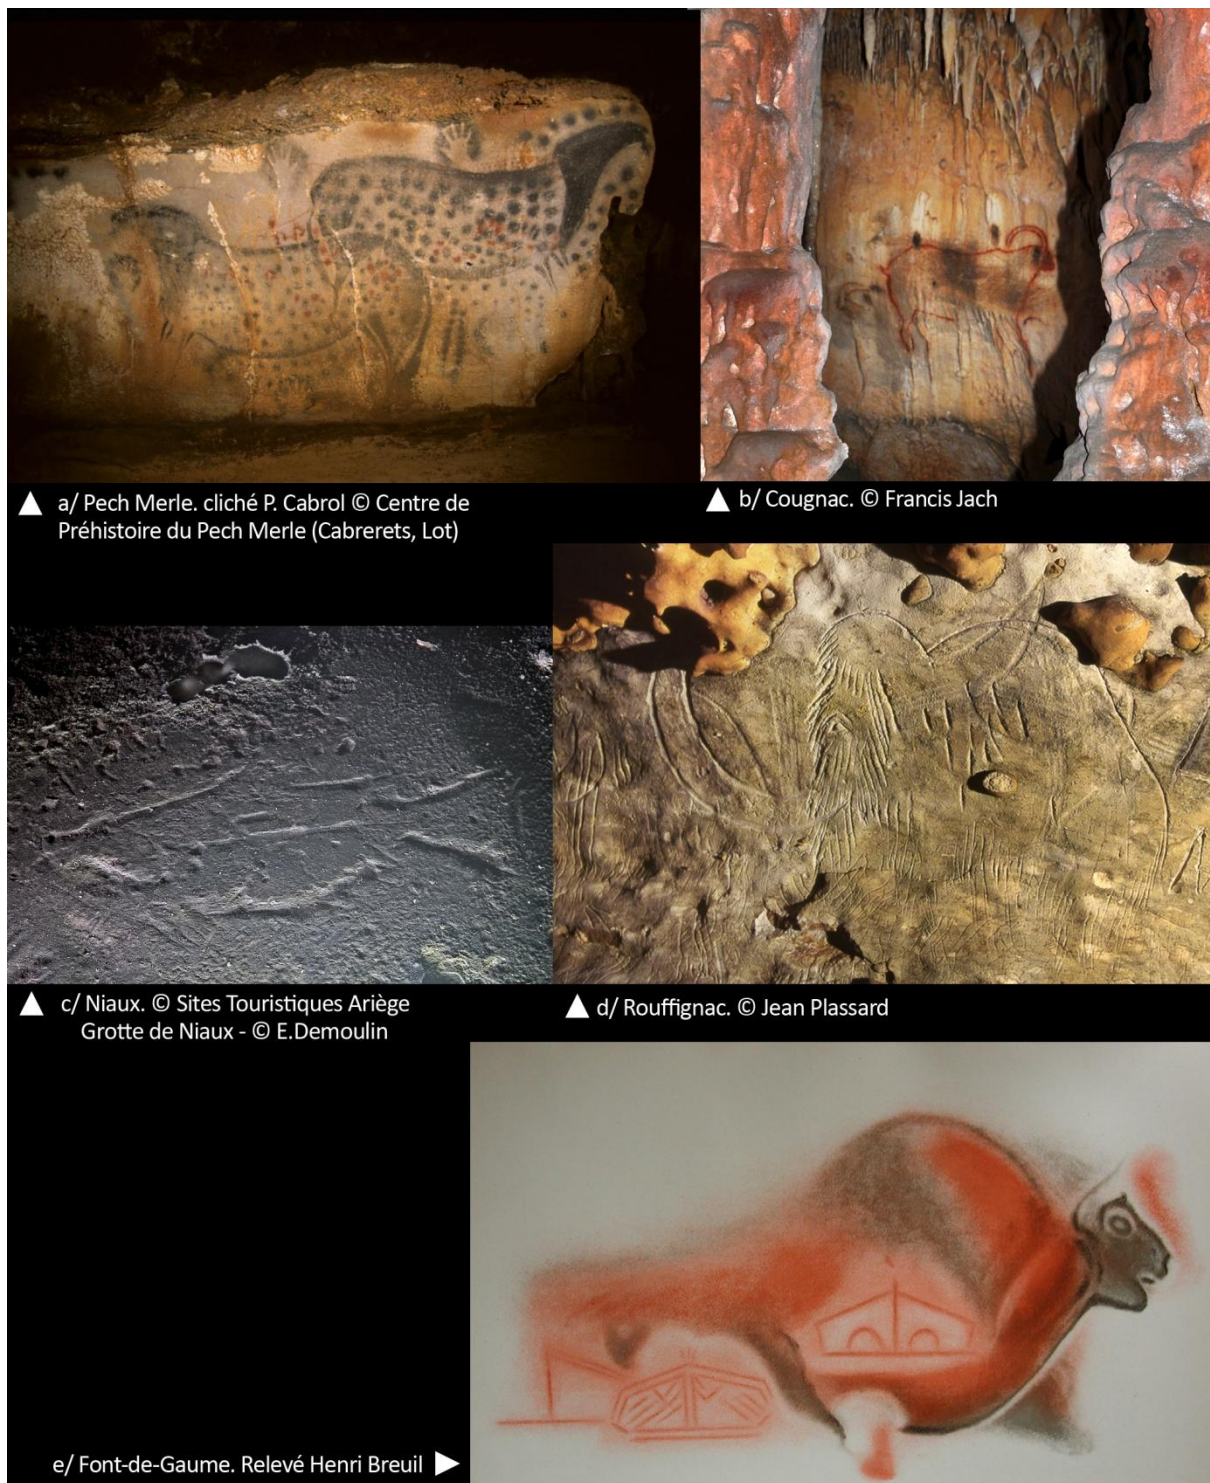 a/ Pech Merle. cliché P. Cabrol © Centre de
Préhistoire du Pech Merle (Cabrerets, Lot)
b/ Cougnac. © Francis Jach
c/ Niaux. © Sites Touristiques Ariège
Grotte de Niaux - © E.Demoulin
d/ Rouffignac. © Jean Plassard
e/ Font-de-Gaume. Relevé Henri Breuil